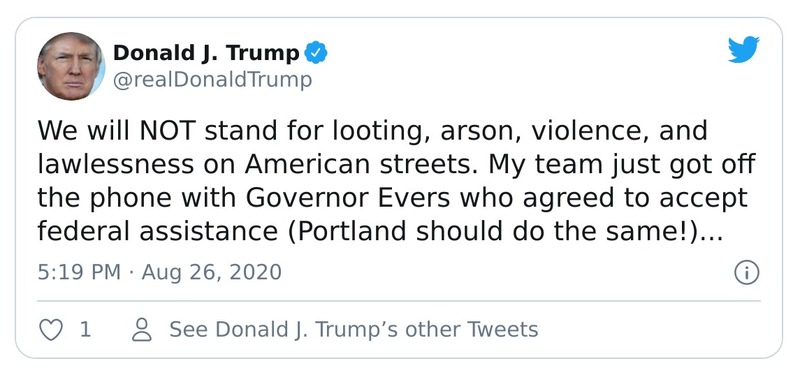 Donald J. Trump
@realDonaldTrump
We will NOT stand for looting, arson, violence, and
lawlessness on American streets. My team just got off
the phone with Governor Evers who agreed to accept
federal assistance (Portland should do the same!)...
5:19 PM · Aug 26, 2020
1
See Donald J. Trump’s other Tweets